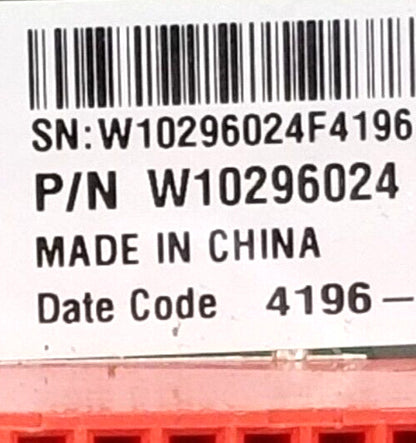 SN:W10296024F4196
P/N W10296024
MADE IN CHINA
Date Code 4196–